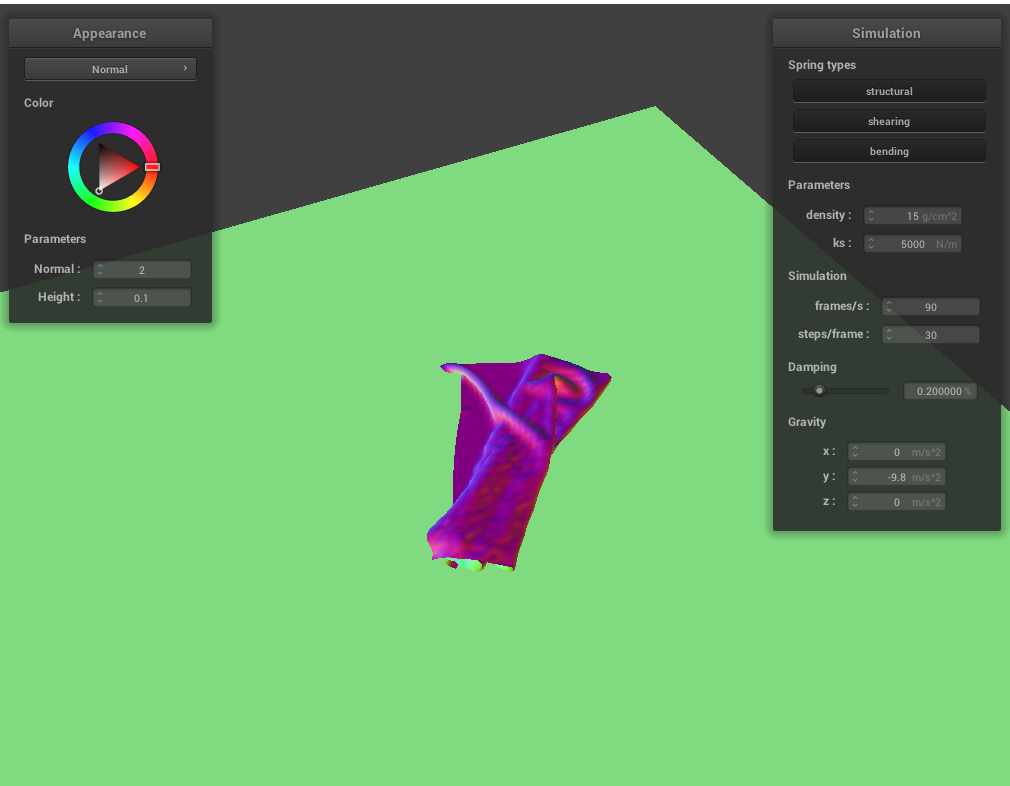 Appearance
Normal
Color
Parameters
Normal : 2
Height : 0.1
Simulation
Spring types
structural
shearing
bending
Parameters
density : 15 g/cm^2
ks : 5000 N/m
Simulation
frames/s : 90
steps/frame : 30
Damping
0.200000 %
Gravity
x : 0 m/s^2
y : -9.8 m/s^2
z : 0 m/s^2